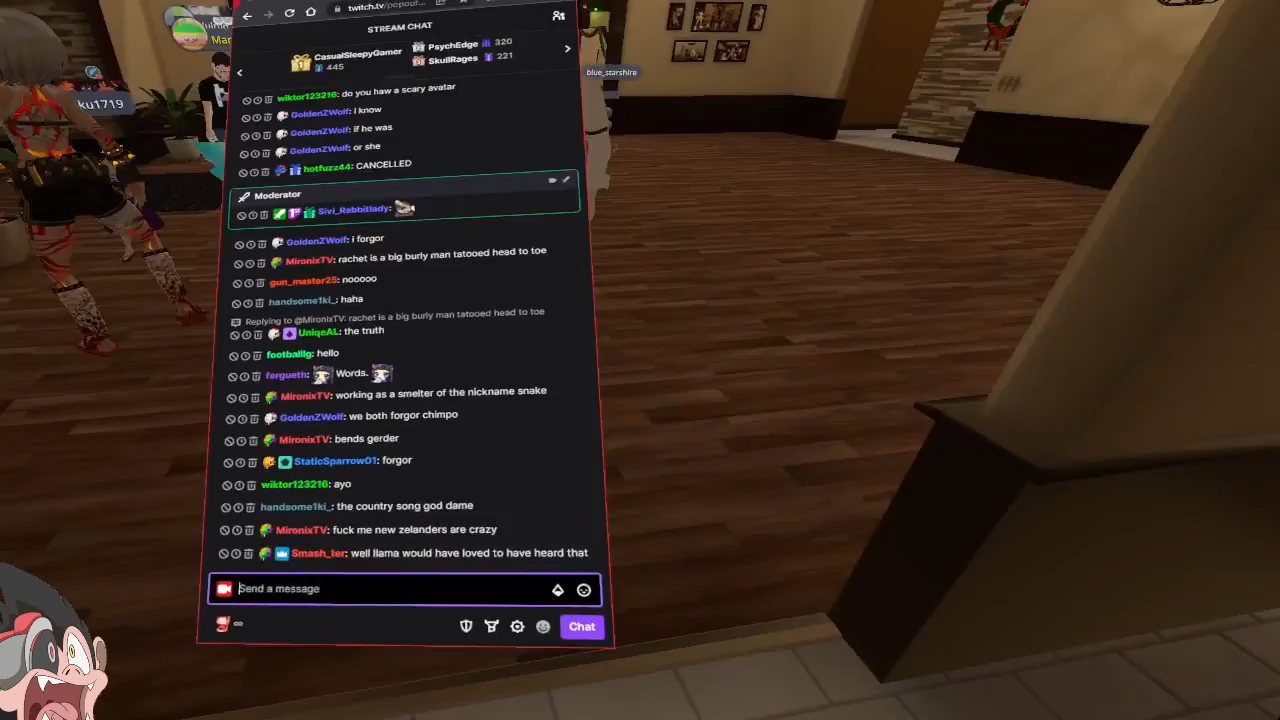 twitch.tv/popout/
STREAM CHAT
CasualSleepyGamer
445
PsychEdge 320
SkullRages 221
wiktor123216: do you haw a scary avatar
GoldenZWolf: i know
GoldenZWolf: if he was
GoldenZWolf: or she
hotfuzz44: CANCELLED
Moderator
Sivi_Rabbitlady:
GoldenZWolf: i forgor
MironixTV: rachet is a big burly man tatooed head to toe
gun_master25: nooooo
handsome1ki_: haha
Replying to @MironixTV: rachet is a big burly man tatooed head to toe
UniqeAL: the truth
footballlg: hello
fergueth: Words.
MironixTV: working as a smelter of the nickname snake
GoldenZWolf: we both forgor chimpo
MironixTV: bends gerder
StaticSparrow01: forgor
wiktor123216: ayo
handsome1ki_: the country song god dame
MironixTV: fuck me new zelanders are crazy
Smash_ter: well llama would have loved to have heard that
Send a message
Chat
ku1719
blue_starshire